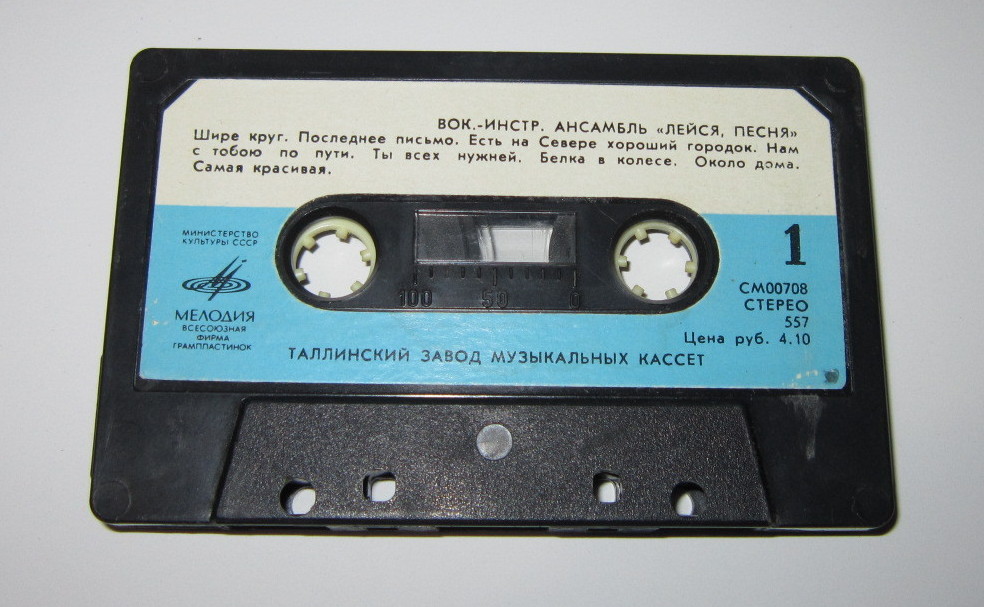 ВОК.-ИНСТР. АНСАМБЛЬ «ЛЕЙСЯ, ПЕСНЯ»
Шире круг. Последнее письмо. Есть на Севере хороший городок. Нам
с тобою по пути. Ты всех нужней. Белка в колесе. Около дома.
Самая красивая.
МИНИСТЕРСТВО
КУЛЬТУРЫ СССР
МЕЛОДИЯ
ВСЕСОЮЗНАЯ
ФИРМА
ГРАМПЛАСТИНОК
100 50 0
1
СМ00708
СТЕРЕО
557
Цена руб. 4.10
ТАЛЛИНСКИЙ ЗАВОД МУЗЫКАЛЬНЫХ КАССЕТ